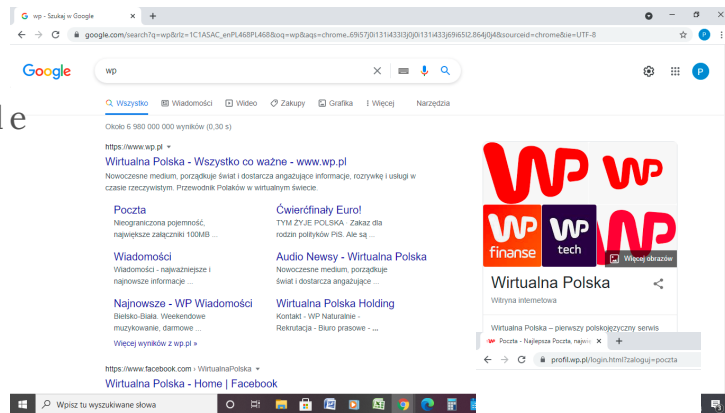 wp - Szukaj w Google
google.com/search?q=wp&rlz=1C1ASAC_enPL468PL468&oq=wp&aqs=chrome..69i57j0i131i433l3j0j0i131i433j69i65l2.864j0j4&sourceid=chrome&ie=UTF-8
le
Google
wp
P
P
Wszystko Wiadomości Wideo Zakupy Grafika Więcej Narzędzia
Około 6 980 000 000 wyników (0,30 s)
https://www.wp.pl
Wirtualna Polska - Wszystko co ważne - www.wp.pl
Nowoczesne medium, porządkuje świat i dostarcza angażujące informacje, rozrywkę i usługi w
czasie rzeczywistym. Przewodnik Polaków w wirtualnym świecie.
Poczta
Nieograniczona pojemność,
największe załączniki 100MB ...
Ćwierćfinały Euro!
TYM ŻYJE POLSKA · Zakaz dla
rodzin polityków PiS. Ale są ...
Wiadomości
Wiadomości - najważniejsze i
najnowsze informacje ...
Audio Newsy - Wirtualna Polska
Nowoczesne medium, porządkuje
świat i dostarcza angażujące ...
Najnowsze - WP Wiadomości
Bielsko-Biała. Weekendowe
muzykowanie, darmowe ...
Wirtualna Polska Holding
Kontakt - WP Naturalnie -
Rekrutacja - Biuro prasowe - ...
Więcej wyników z wp.pl »
https://www.facebook.com › WirtualnaPolska
Wirtualna Polska - Home | Facebook
WP
WP
WP
finanse
WP
tech
WP
Więcej obrazów
Wirtualna Polska
Witryna internetowa
Wirtualna Polska – pierwszy polskojęzyczny serwis
Poczta - Najlepsza Poczta, najwię
profil.wp.pl/login.html?zaloguj=poczta
Wpisz tu wyszukiwane słowa